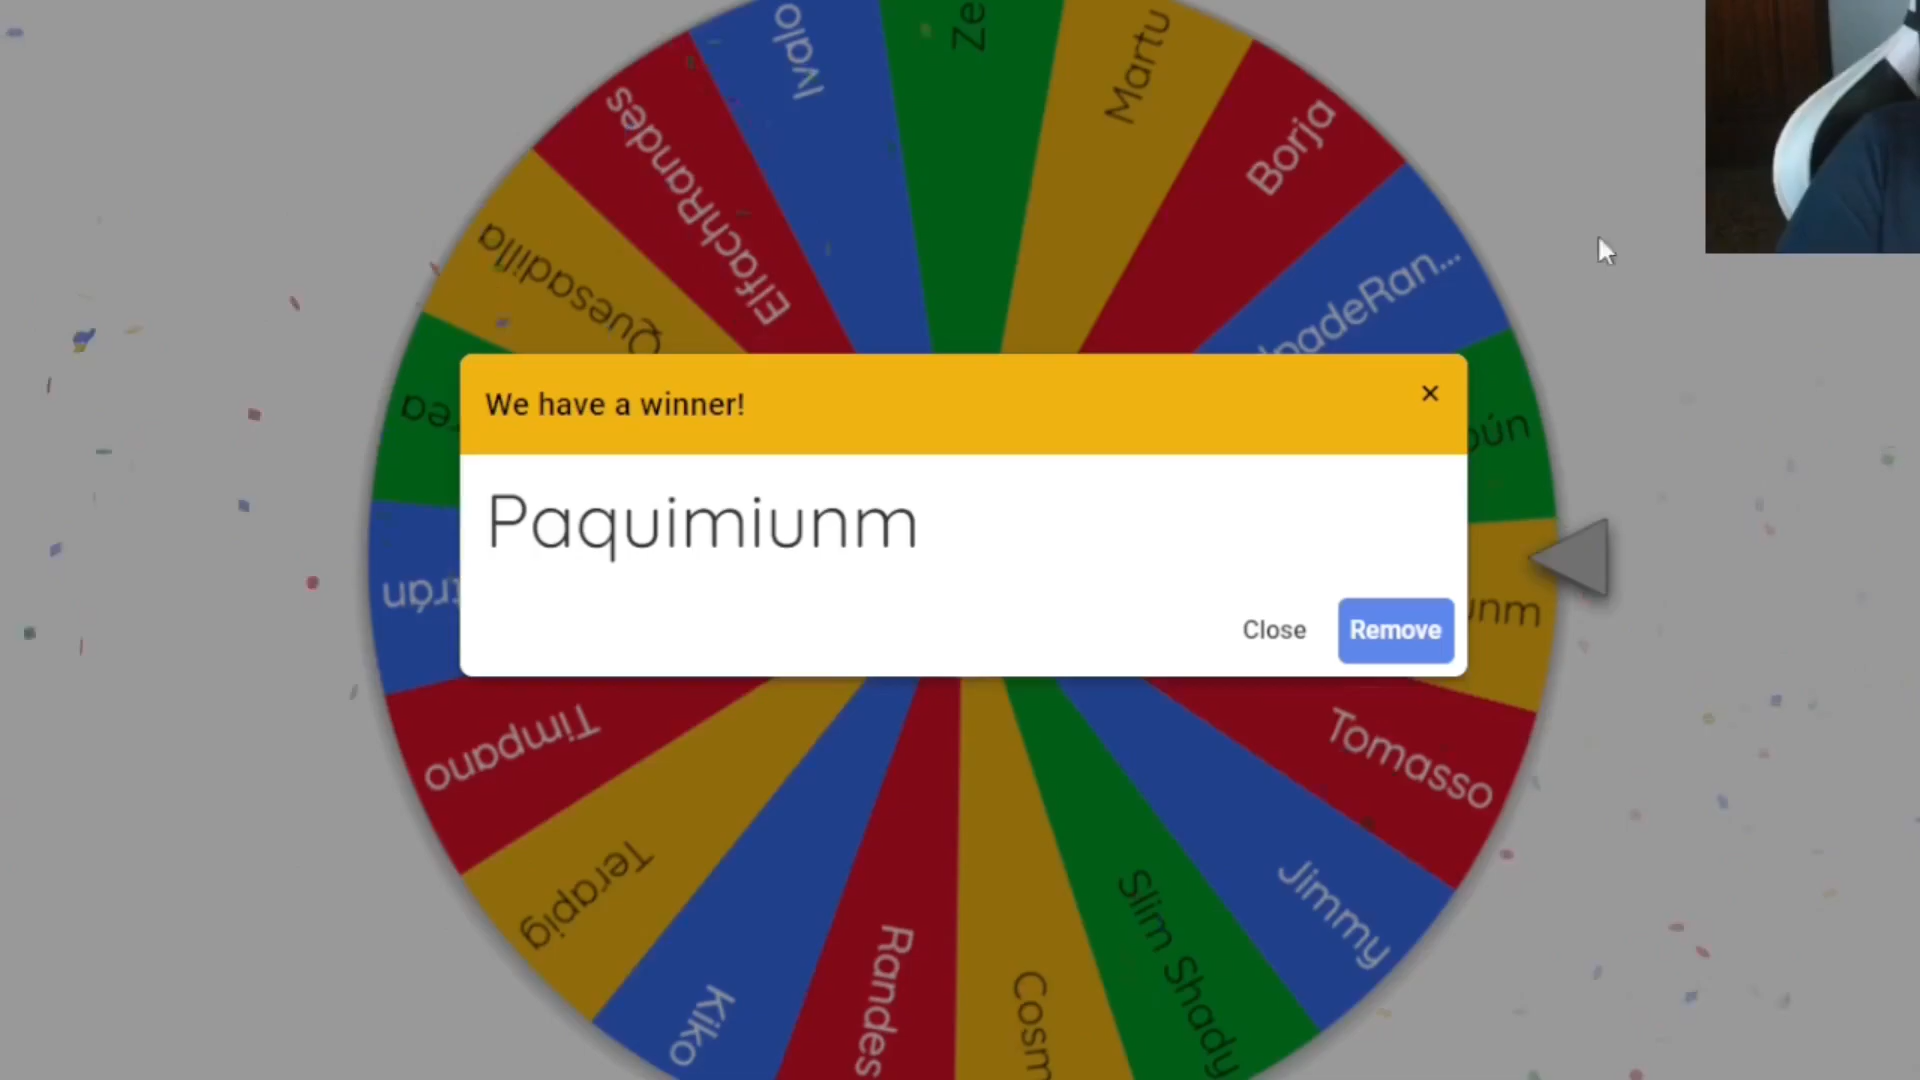 Ivalo
Ze
Martu
ElfachRandes
Borja
Quesadilla
We have a winner!
Paquimiunm
Close
Remove
Timpano
Tomasso
Terapig
Jimmy
Slim Shady
Kiko
Randes
Cosm